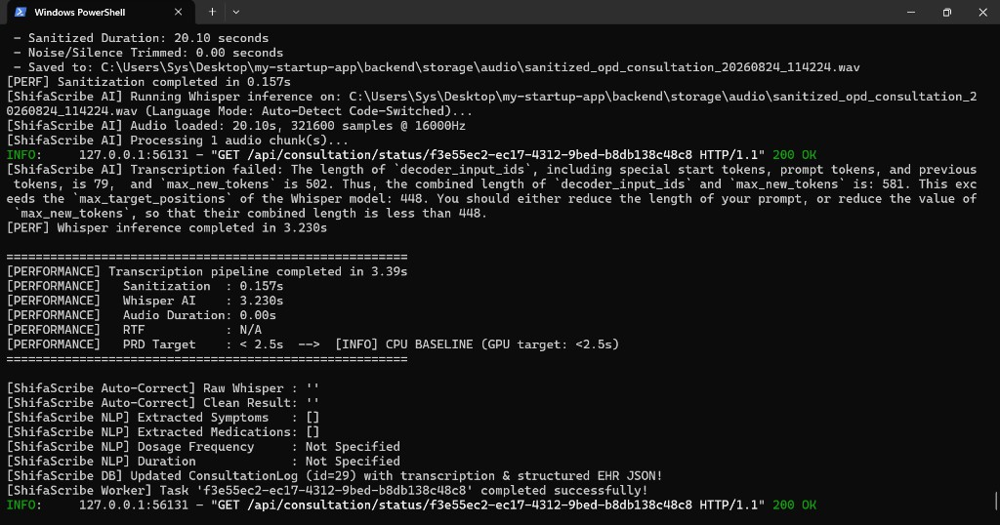 Windows PowerShell
- Sanitized Duration: 20.10 seconds
- Noise/Silence Trimmed: 0.00 seconds
- Saved to: C:\Users\Sys\Desktop\my-startup-app\backend\storage\audio\sanitized_opd_consultation_20260824_114224.wav
[PERF] Sanitization completed in 0.157s
[ShifaScribe AI] Running Whisper inference on: C:\Users\Sys\Desktop\my-startup-app\backend\storage\audio\sanitized_opd_consultation_2
0260824_114224.wav (Language Mode: Auto-Detect Code-Switched)...
[ShifaScribe AI] Audio loaded: 20.10s, 321600 samples @ 16000Hz
[ShifaScribe AI] Processing 1 audio chunk(s)...
INFO:     127.0.0.1:56131 - "GET /api/consultation/status/f3e55ec2-ec17-4312-9bed-b8db138c48c8 HTTP/1.1" 200 OK
[ShifaScribe AI] Transcription failed: The length of `decoder_input_ids`, including special start tokens, prompt tokens, and previous
 tokens, is 79,  and `max_new_tokens` is 502. Thus, the combined length of `decoder_input_ids` and `max_new_tokens` is: 581. This exc
eeds the `max_target_positions` of the Whisper model: 448. You should either reduce the length of your prompt, or reduce the value of
 `max_new_tokens`, so that their combined length is less than 448.
[PERF] Whisper inference completed in 3.230s
=======================================================
[PERFORMANCE] Transcription pipeline completed in 3.39s
[PERFORMANCE]   Sanitization  : 0.157s
[PERFORMANCE]   Whisper AI    : 3.230s
[PERFORMANCE]   Audio Duration: 0.00s
[PERFORMANCE]   RTF           : N/A
[PERFORMANCE]   PRD Target    : < 2.5s  -->  [INFO] CPU BASELINE (GPU target: <2.5s)
=======================================================
[ShifaScribe Auto-Correct] Raw Whisper : ''
[ShifaScribe Auto-Correct] Clean Result: ''
[ShifaScribe NLP] Extracted Symptoms   : []
[ShifaScribe NLP] Extracted Medications: []
[ShifaScribe NLP] Dosage Frequency     : Not Specified
[ShifaScribe NLP] Duration             : Not Specified
[ShifaScribe DB] Updated ConsultationLog (id=29) with transcription & structured EHR JSON!
[ShifaScribe Worker] Task 'f3e55ec2-ec17-4312-9bed-b8db138c48c8' completed successfully!
INFO:     127.0.0.1:56131 - "GET /api/consultation/status/f3e55ec2-ec17-4312-9bed-b8db138c48c8 HTTP/1.1" 200 OK